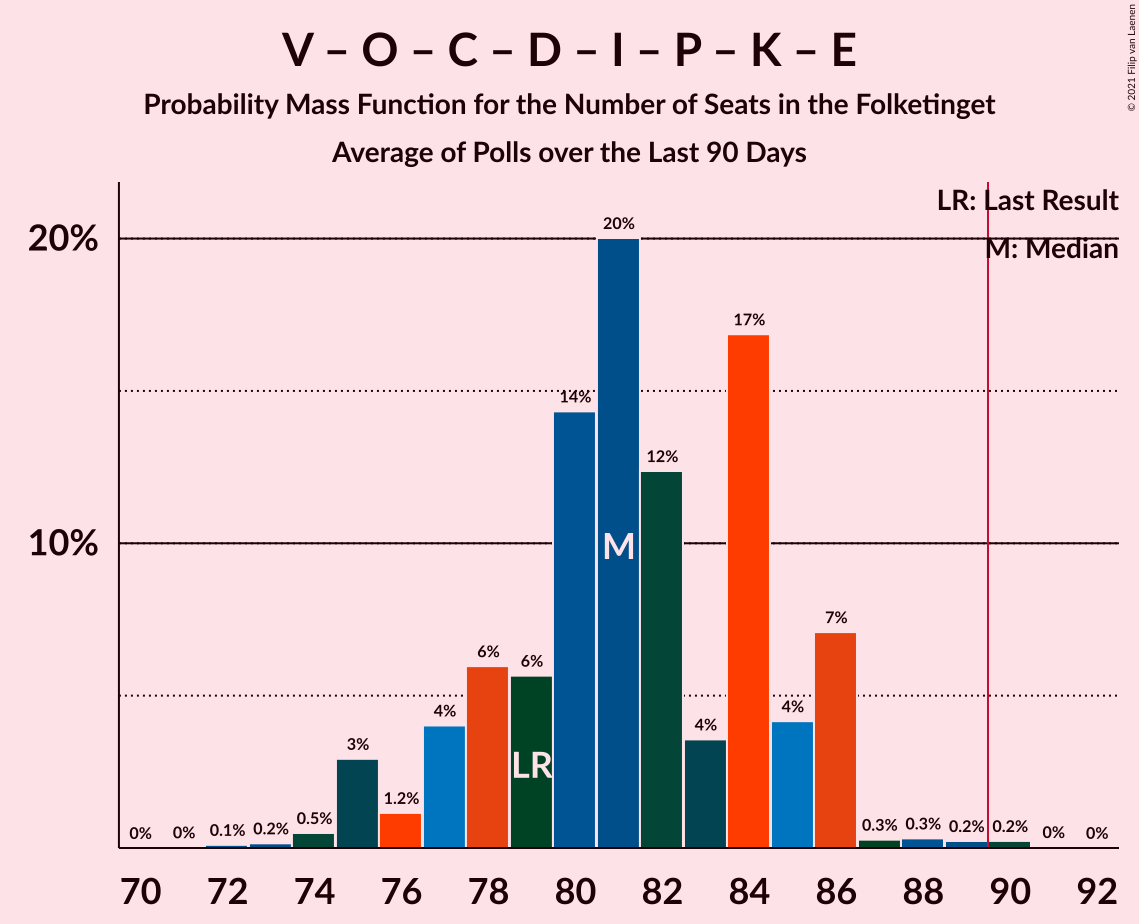 V – O – C – D – I – P – K – E
Probability Mass Function for the Number of Seats in the Folketinget
Average of Polls over the Last 90 Days
© 2021 Filip van Laenen
LR: Last Result
M: Median
20%
10%
0%
0%
0.1%
0.2%
0.5%
3%
1.2%
4%
6%
6%
14%
20%
12%
4%
17%
4%
7%
0.3%
0.3%
0.2%
0.2%
0%
0%
LR
M
70 72 74 76 78 80 82 84 86 88 90 92